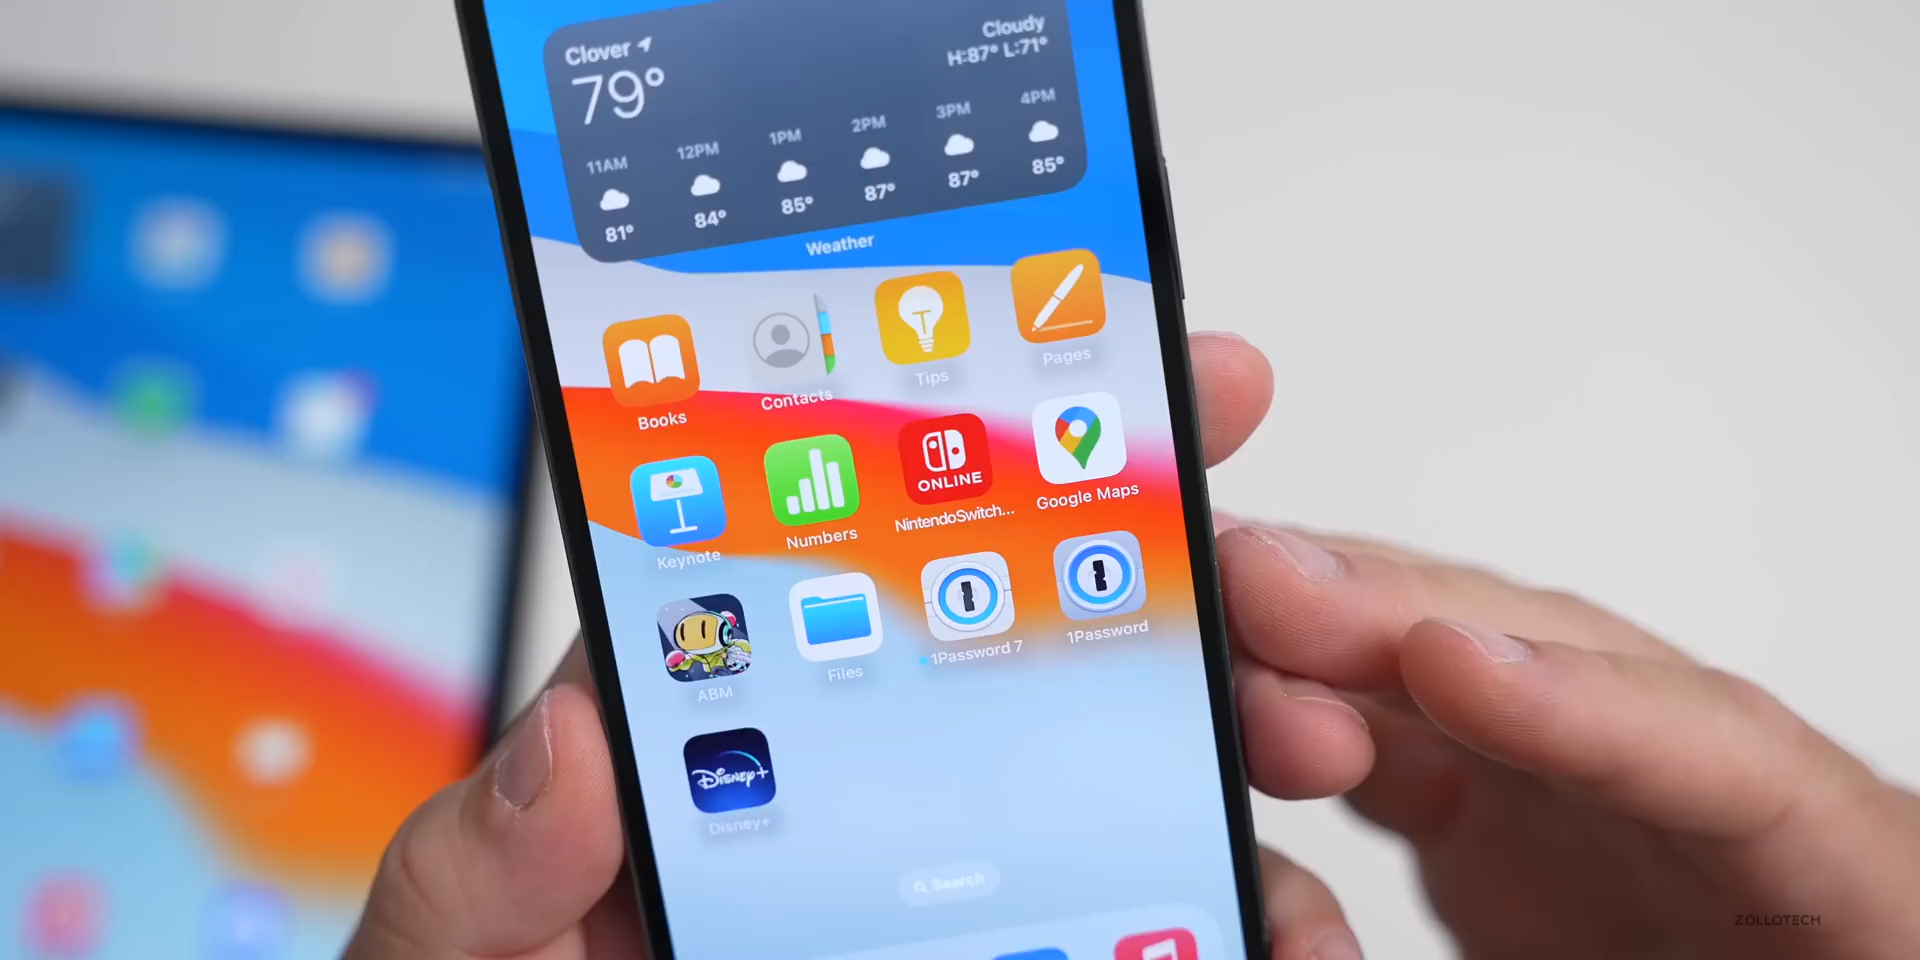 Clover
Cloudy
79°
H:87° L:71°
11AM 12PM 1PM 2PM 3PM 4PM
81° 84° 85° 87° 87° 85°
Weather
Books Contacts Tips Pages
ONLINE
Keynote Numbers NintendoSwitch... Google Maps
ABM Files 1Password 7 1Password
Disney+
Disney+
Search
ZOLLOTECH